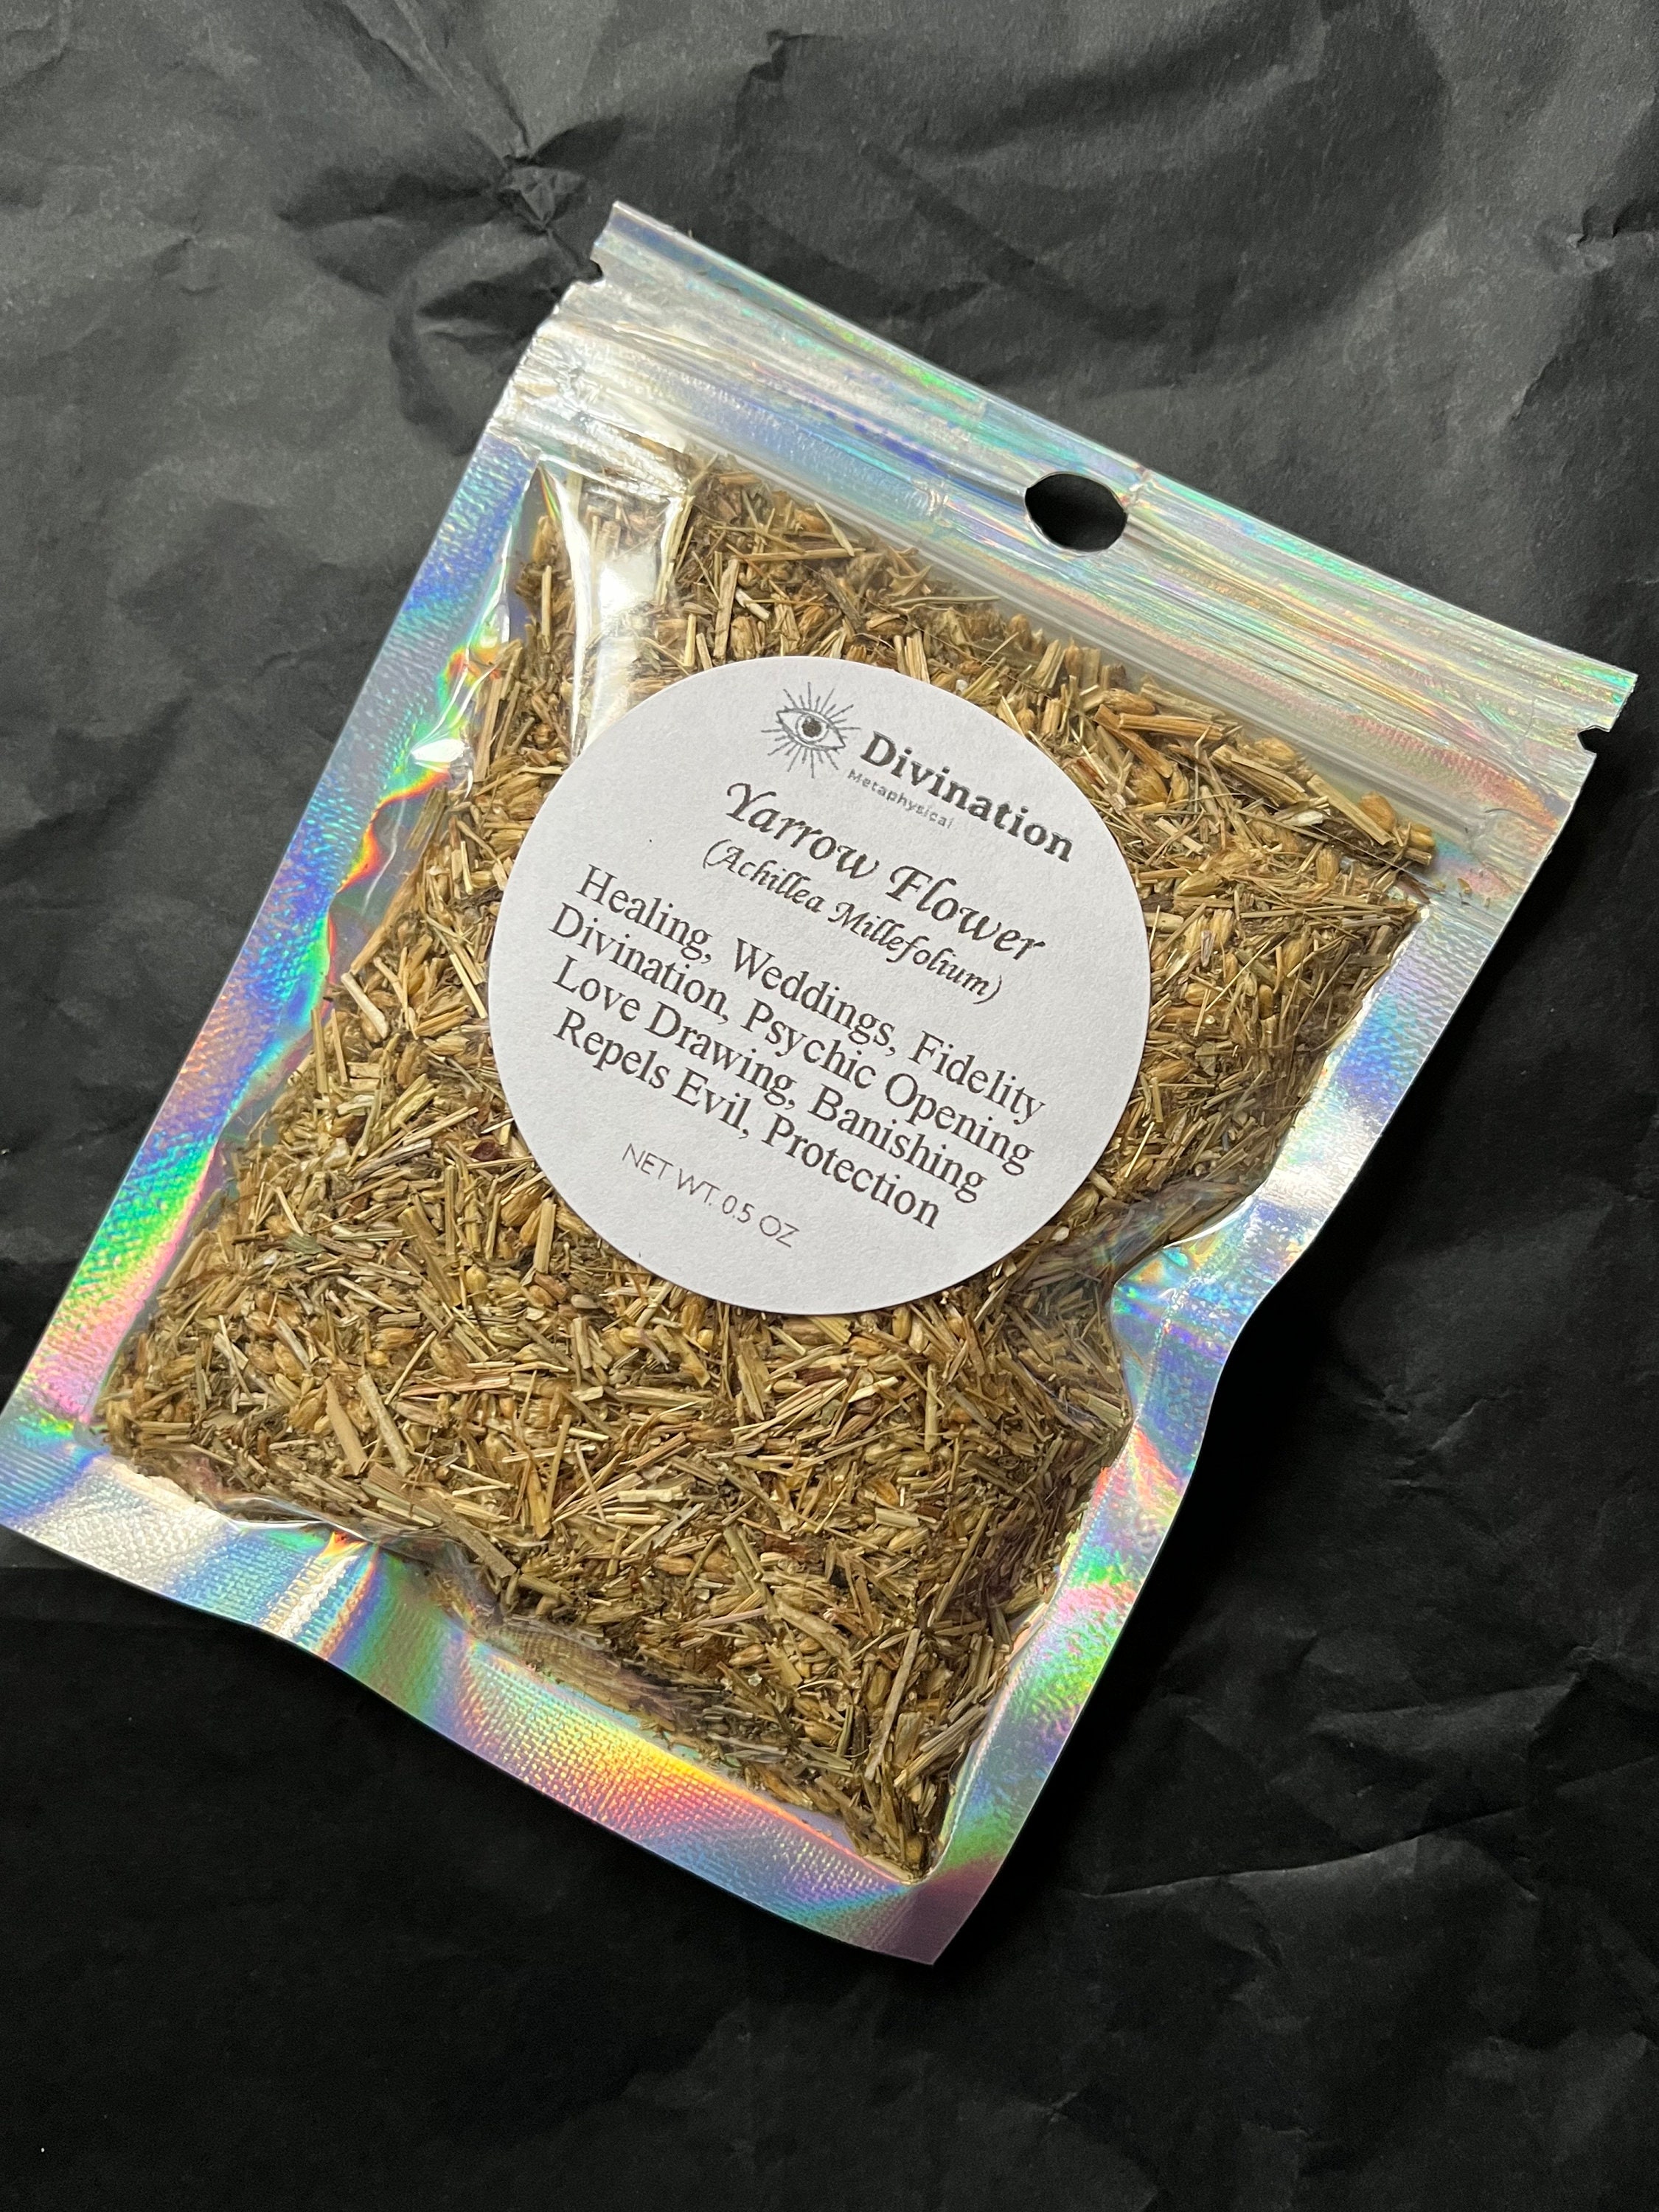 Divination
Metaphysical
Yarrow Flower
(Achillea Millefolium)
Healing, Weddings, Fidelity
Divination, Psychic Opening
Love Drawing, Banishing
Repels Evil, Protection
NET WT. 0.5 OZ